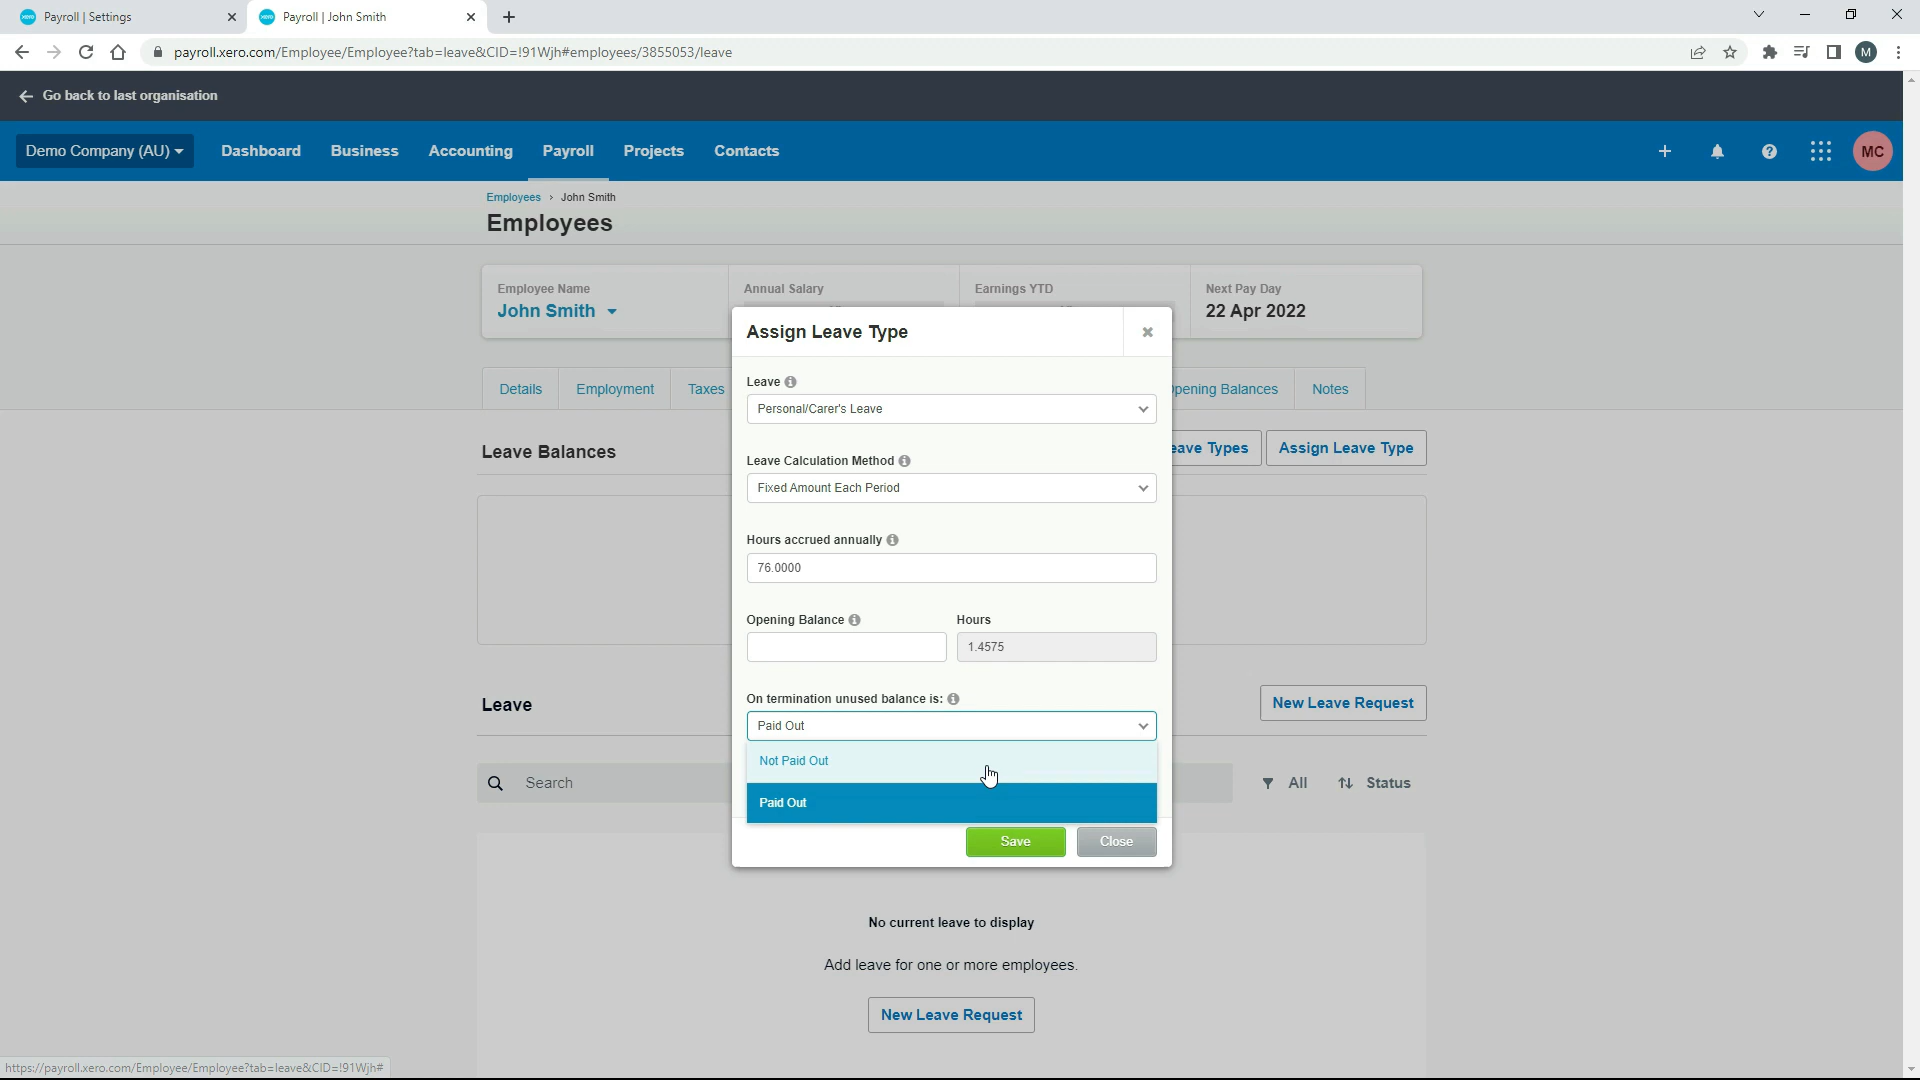 Payroll | Settings
Payroll | John Smith
payroll.xero.com/Employee/Employee?tab=leave&CID=!91Wjh#employees/3855053/leave
M
Go back to last organisation
Demo Company (AU)
Dashboard
Business
Accounting
Payroll
Projects
Contacts
MC
Employees › John Smith
Employees
Employee Name
John Smith
Annual Salary
Earnings YTD
Next Pay Day
22 Apr 2022
Details
Employment
Taxes
pening Balances
Notes
Leave Balances
eave Types
Assign Leave Type
Assign Leave Type
Leave
Personal/Carer's Leave
Leave Calculation Method
Fixed Amount Each Period
Hours accrued annually
76.0000
Opening Balance
Hours
1.4575
On termination unused balance is:
Paid Out
Not Paid Out
Paid Out
Save
Close
Leave
New Leave Request
Search
All
Status
No current leave to display
Add leave for one or more employees.
New Leave Request
https://payroll.xero.com/Employee/Employee?tab=leave&CID=!91Wjh#